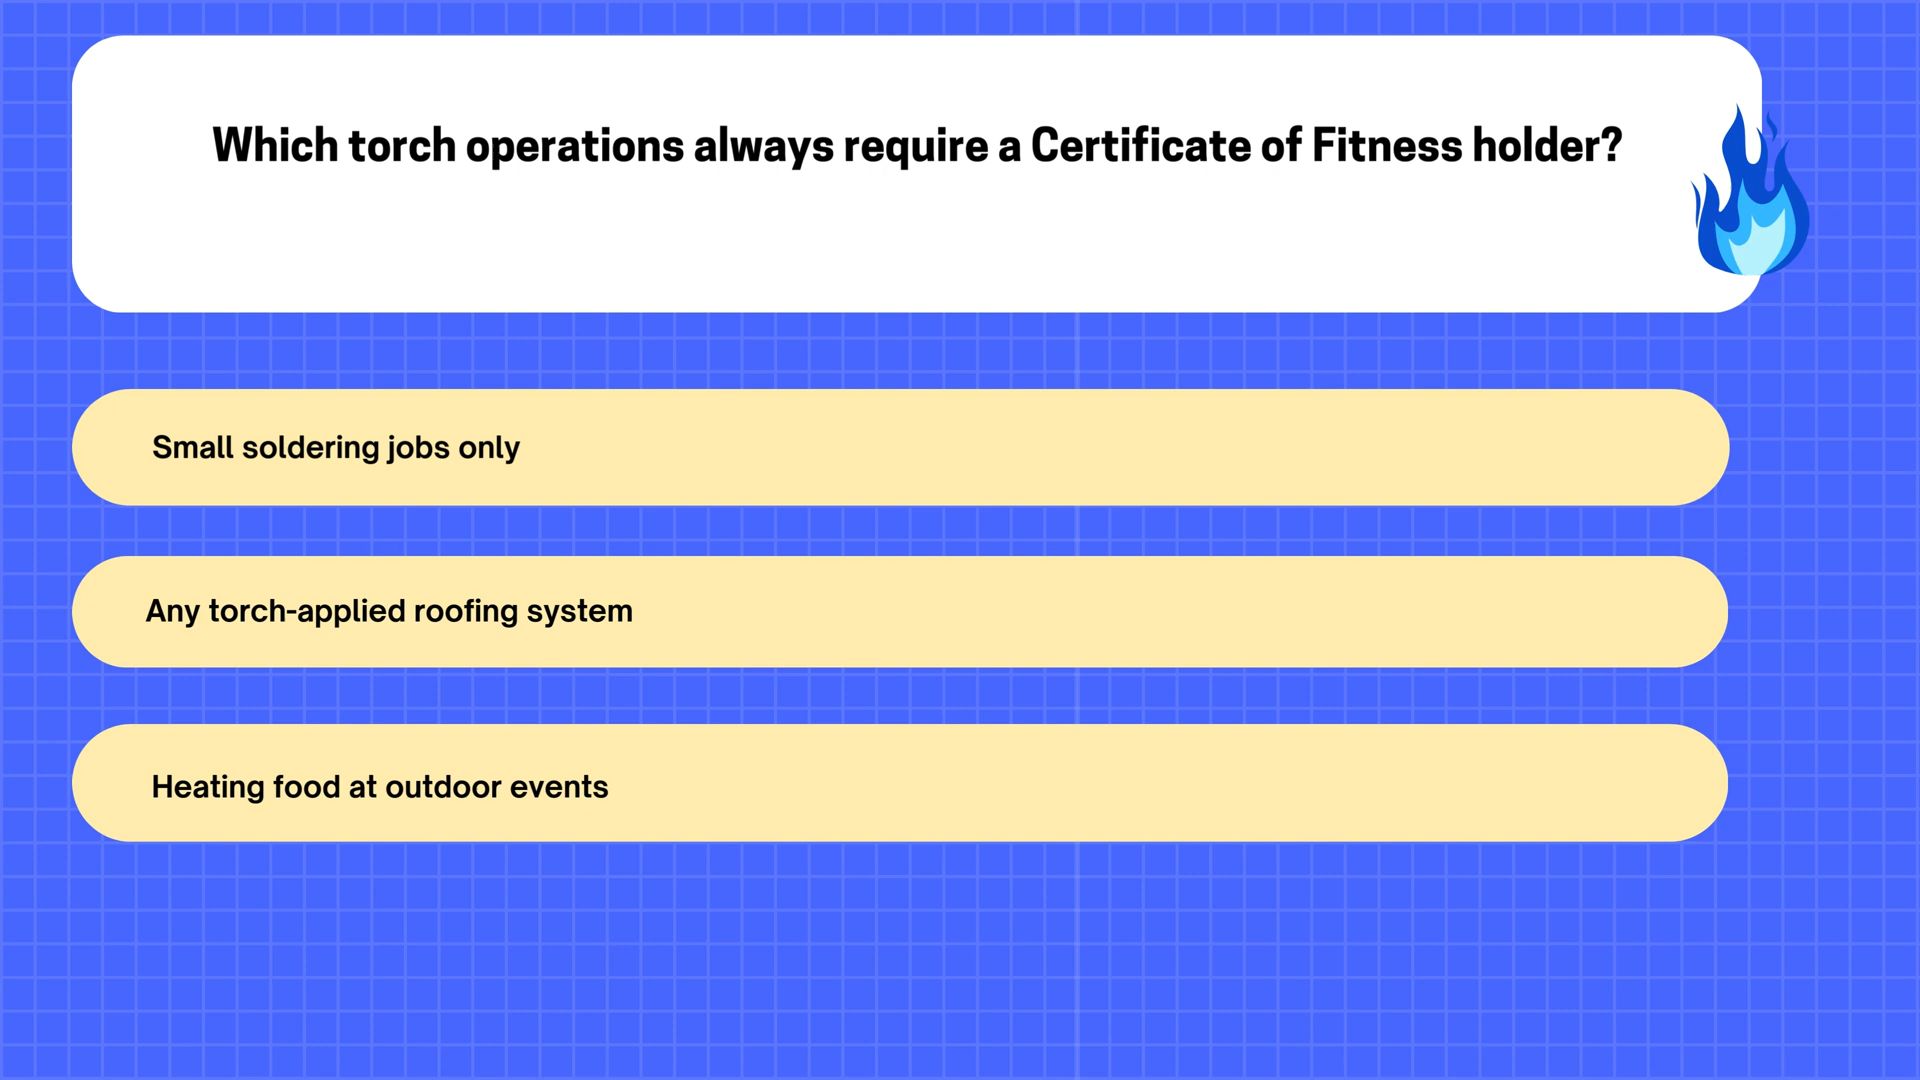 Which torch operations always require a Certificate of Fitness holder?
Small soldering jobs only
Any torch-applied roofing system
Heating food at outdoor events